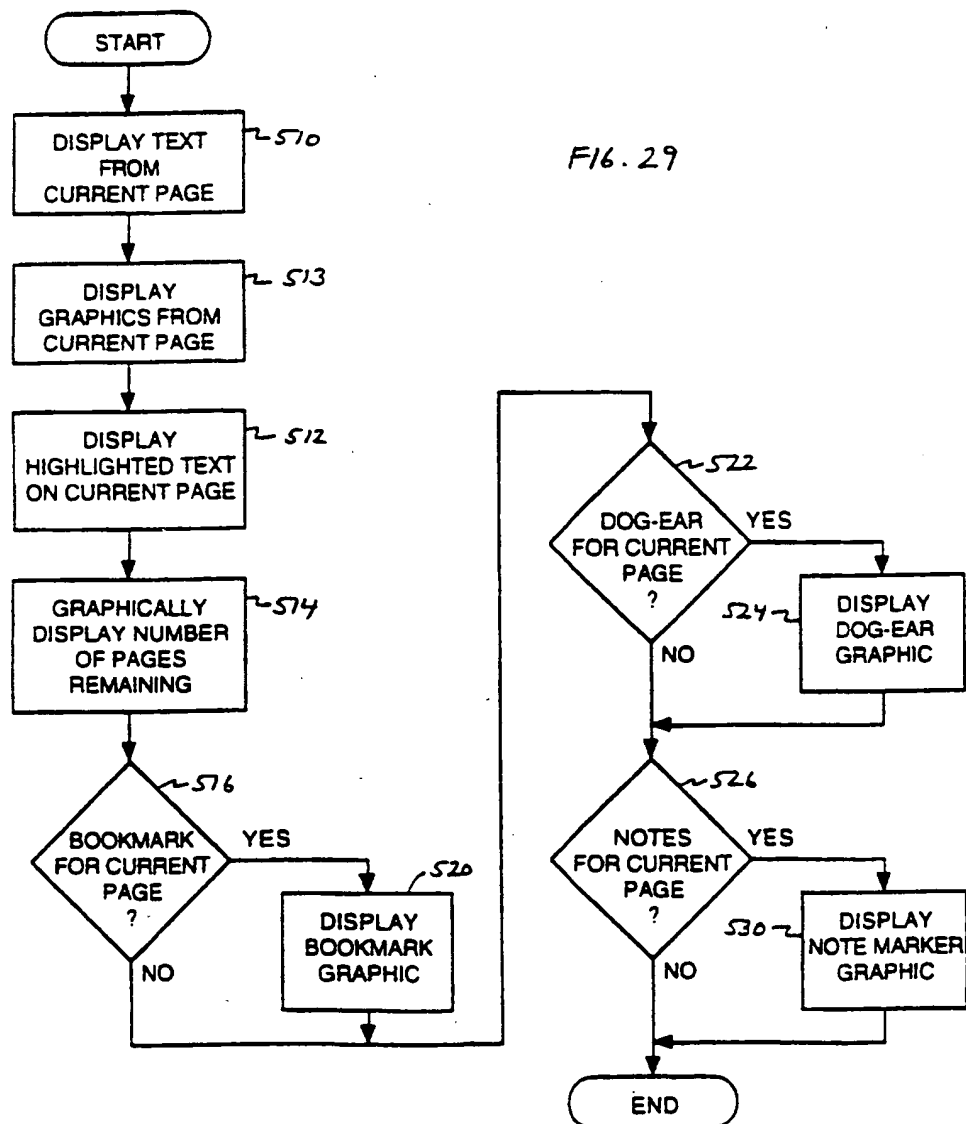 START
DISPLAY TEXT
FROM
CURRENT PAGE
510
FIG. 29
DISPLAY
GRAPHICS FROM
CURRENT PAGE
513
DISPLAY
HIGHLIGHTED TEXT
ON CURRENT PAGE
512
GRAPHICALLY
DISPLAY NUMBER
OF PAGES
REMAINING
514
BOOKMARK
FOR CURRENT
PAGE
?
516
YES
NO
DISPLAY
BOOKMARK
GRAPHIC
520
DOG-EAR
FOR CURRENT
PAGE
?
522
YES
NO
DISPLAY
DOG-EAR
GRAPHIC
524
NOTES
FOR CURRENT
PAGE
?
526
YES
NO
DISPLAY
NOTE MARKER
GRAPHIC
530
END